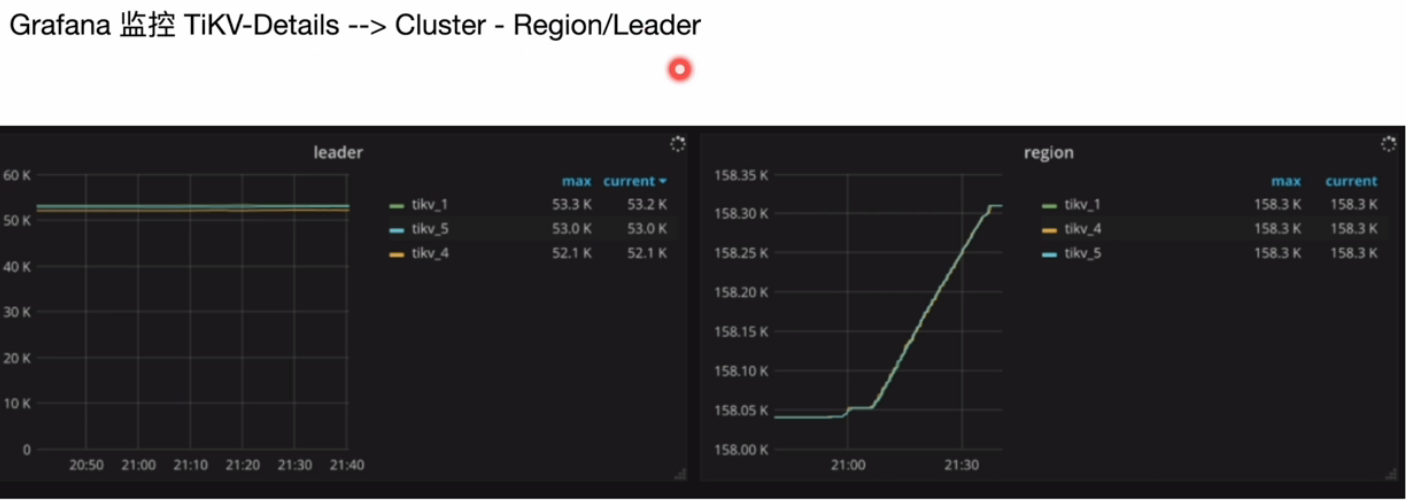 Grafana 监控 TiKV-Details --> Cluster - Region/Leader
leader
60 K
50 K
40 K
30 K
20 K
10 K
0
20:50 21:00 21:10 21:20 21:30 21:40
max current
tikv_1 53.3 K 53.2 K
tikv_5 53.0 K 53.0 K
tikv_4 52.1 K 52.1 K
region
158.35 K
158.30 K
158.25 K
158.20 K
158.15 K
158.10 K
158.05 K
158.00 K
21:00 21:30
max current
tikv_1 158.3 K 158.3 K
tikv_4 158.3 K 158.3 K
tikv_5 158.3 K 158.3 K